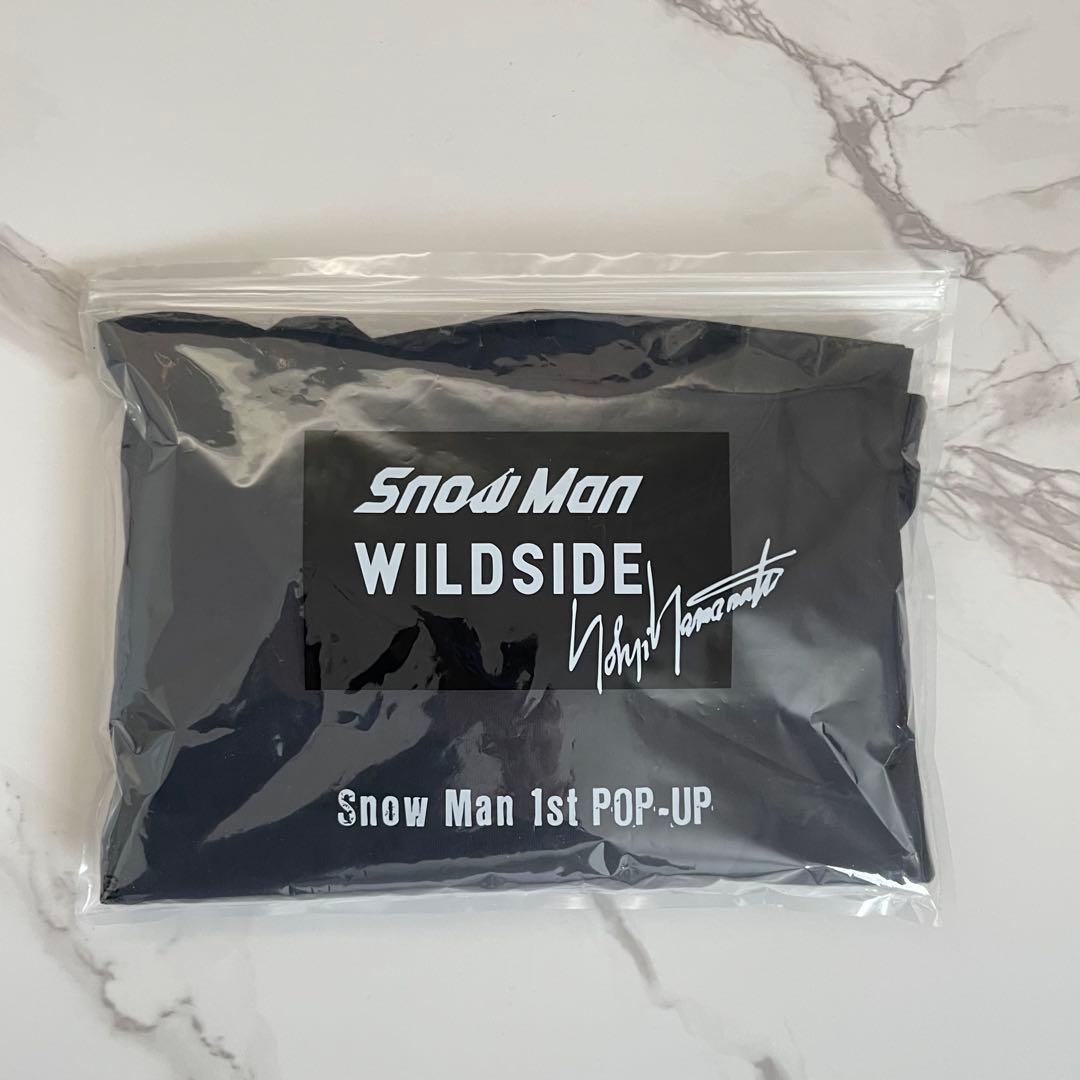 Snow Man
WILDSIDE
Yohji Yamamoto
Snow Man 1st POP-UP